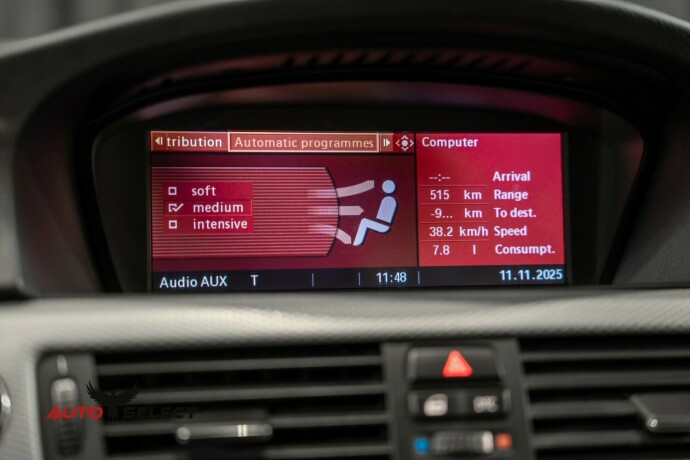 tribution Automatic programmes
Computer
soft
medium
intensive
--:-- Arrival
515 km Range
-9... km To dest.
38.2 km/h Speed
7.8 l Consumpt.
Audio AUX T 11:48 11.11.2025
AUTO SELECT